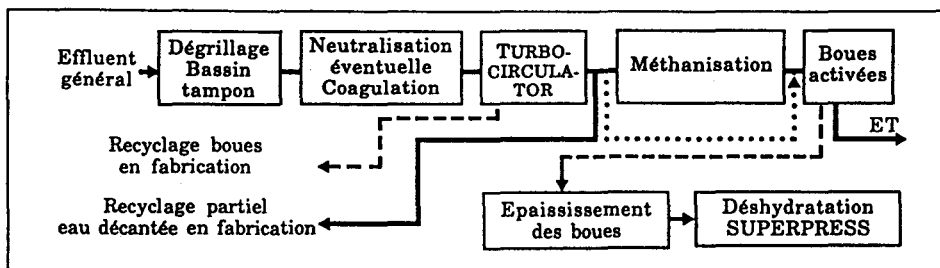 Effluent
général
Dégrillage
Bassin
tampon
Neutralisation
éventuelle
Coagulation
TURBO-
CIRCULA-
TOR
Méthanisation
Boues
activées
ET
Recyclage boues
en fabrication
Recyclage partiel
eau décantée en fabrication
Epaississement
des boues
Déshydratation
SUPERPRESS